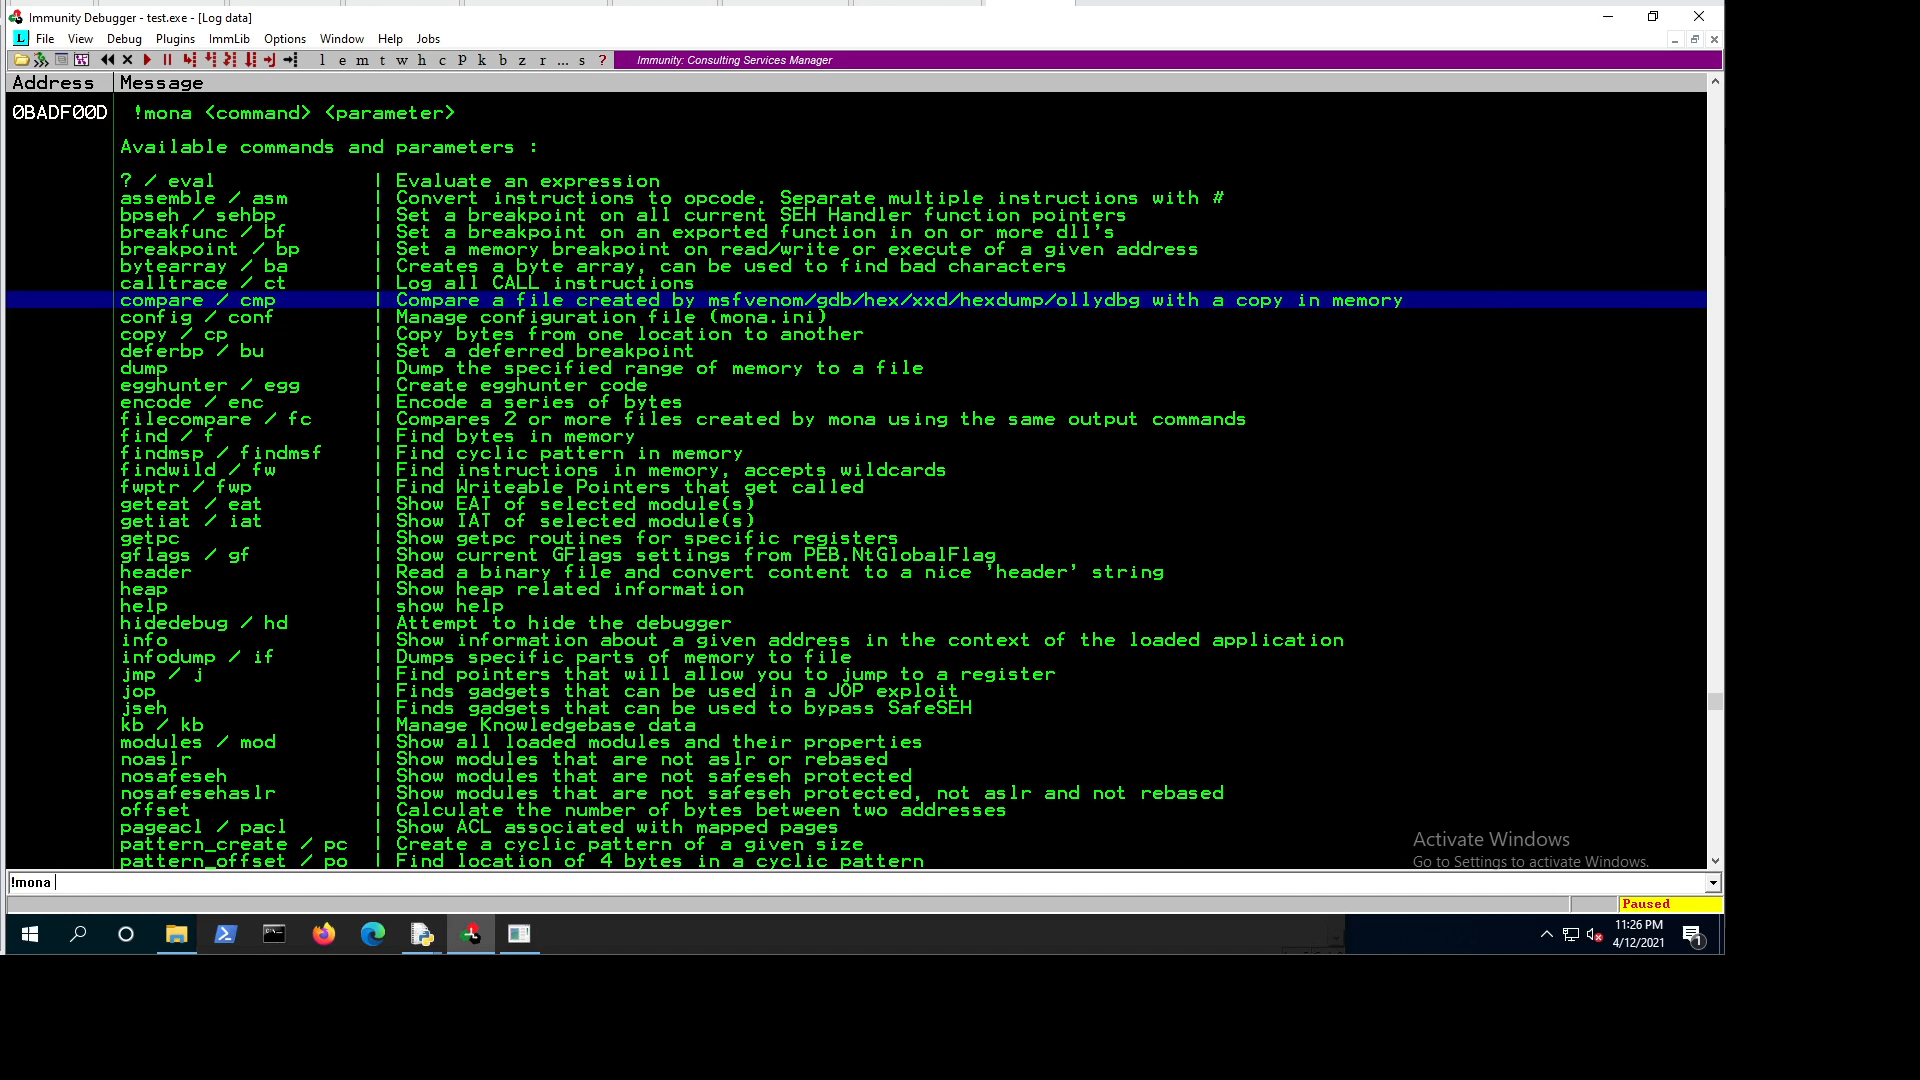 Immunity Debugger - test.exe - [Log data]
L File View Debug Plugins ImmLib Options Window Help Jobs
l e m t w h c P k b z r ... s ? Immunity: Consulting Services Manager
Address Message
0BADF00D !mona <command> <parameter>
Available commands and parameters :
? / eval | Evaluate an expression
assemble / asm | Convert instructions to opcode. Separate multiple instructions with #
bpseh / sehbp | Set a breakpoint on all current SEH Handler function pointers
breakfunc / bf | Set a breakpoint on an exported function in on or more dll's
breakpoint / bp | Set a memory breakpoint on read/write or execute of a given address
bytearray / ba | Creates a byte array, can be used to find bad characters
calltrace / ct | Log all CALL instructions
compare / cmp | Compare a file created by msfvenom/gdb/hex/xxd/hexdump/ollydbg with a copy in memory
config / conf | Manage configuration file (mona.ini)
copy / cp | Copy bytes from one location to another
deferbp / bu | Set a deferred breakpoint
dump | Dump the specified range of memory to a file
egghunter / egg | Create egghunter code
encode / enc | Encode a series of bytes
filecompare / fc | Compares 2 or more files created by mona using the same output commands
find / f | Find bytes in memory
findmsp / findmsf | Find cyclic pattern in memory
findwild / fw | Find instructions in memory, accepts wildcards
fwptr / fwp | Find Writeable Pointers that get called
geteat / eat | Show EAT of selected module(s)
getiat / iat | Show IAT of selected module(s)
getpc | Show getpc routines for specific registers
gflags / gf | Show current GFlags settings from PEB.NtGlobalFlag
header | Read a binary file and convert content to a nice 'header' string
heap | Show heap related information
help | show help
hidedebug / hd | Attempt to hide the debugger
info | Show information about a given address in the context of the loaded application
infodump / if | Dumps specific parts of memory to file
jmp / j | Find pointers that will allow you to jump to a register
jop | Finds gadgets that can be used in a JOP exploit
jseh | Finds gadgets that can be used to bypass SafeSEH
kb / kb | Manage Knowledgebase data
modules / mod | Show all loaded modules and their properties
noaslr | Show modules that are not aslr or rebased
nosafeseh | Show modules that are not safeseh protected
nosafesehaslr | Show modules that are not safeseh protected, not aslr and not rebased
offset | Calculate the number of bytes between two addresses
pageacl / pacl | Show ACL associated with mapped pages
pattern_create / pc | Create a cyclic pattern of a given size
pattern_offset / po | Find location of 4 bytes in a cyclic pattern
Activate Windows
Go to Settings to activate Windows.
!mona
Paused
11:26 PM
4/12/2021
1